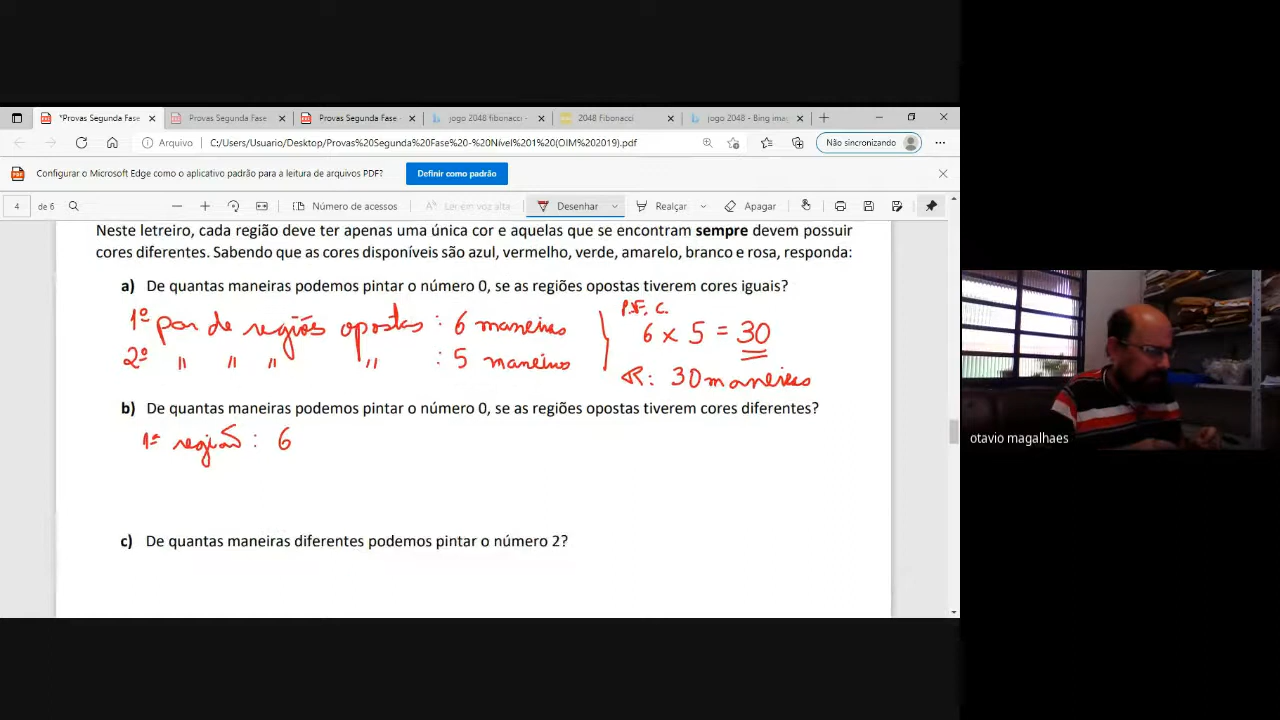 *Provas Segunda Fase
Provas Segunda Fase
Provas Segunda Fase -
jogo 2048 fibonacci -
2048 Fibonacci
jogo 2048 - Bing imag
Arquivo
C:/Users/Usuario/Desktop/Provas%20Segunda%20Fase%20-%20Nível%201%20(OIM%202019).pdf
Não sincronizando
Configurar o Microsoft Edge como o aplicativo padrão para a leitura de arquivos PDF?
Definir como padrão
4 de 6
Número de acessos
Ler em voz alta
Desenhar
Realçar
Apagar
Neste letreiro, cada região deve ter apenas uma única cor e aquelas que se encontram sempre devem possuir
cores diferentes. Sabendo que as cores disponíveis são azul, vermelho, verde, amarelo, branco e rosa, responda:
a) De quantas maneiras podemos pintar o número 0, se as regiões opostas tiverem cores iguais?
1º par de regiões opostas : 6 maneiras
2º " " " " : 5 maneiras
P.F.C.
6 x 5 = 30
R: 30 maneiras
b) De quantas maneiras podemos pintar o número 0, se as regiões opostas tiverem cores diferentes?
1ª região : 6
c) De quantas maneiras diferentes podemos pintar o número 2?
otavio magalhaes